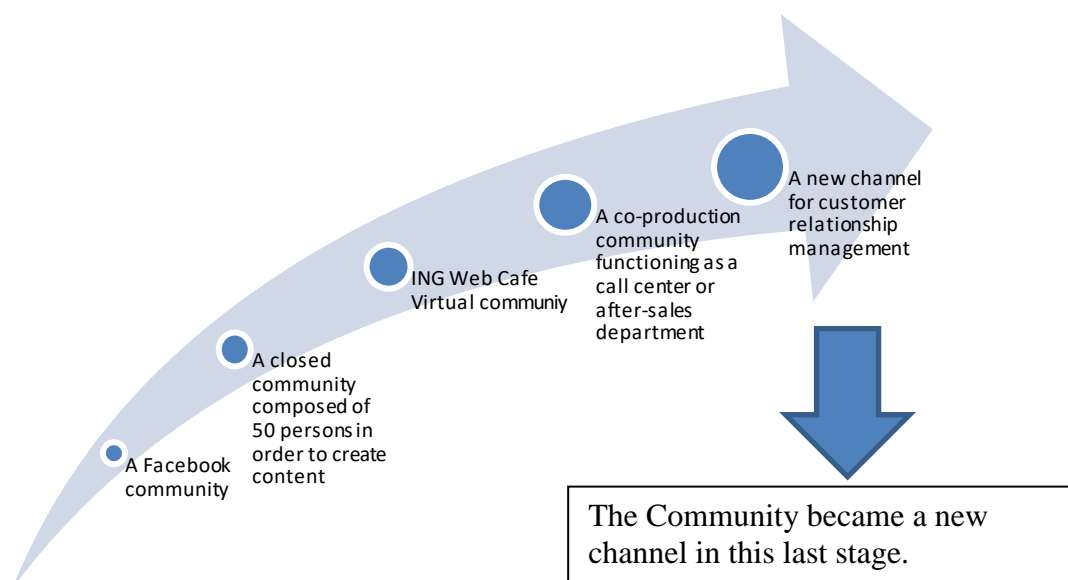 A Facebook
community
A closed
community
composed of
50 persons in
order to create
content
ING Web Cafe
Virtual communiy
A co-production
community
functioning as a
call center or
after-sales
department
A new channel
for customer
relationship
management
The Community became a new
channel in this last stage.